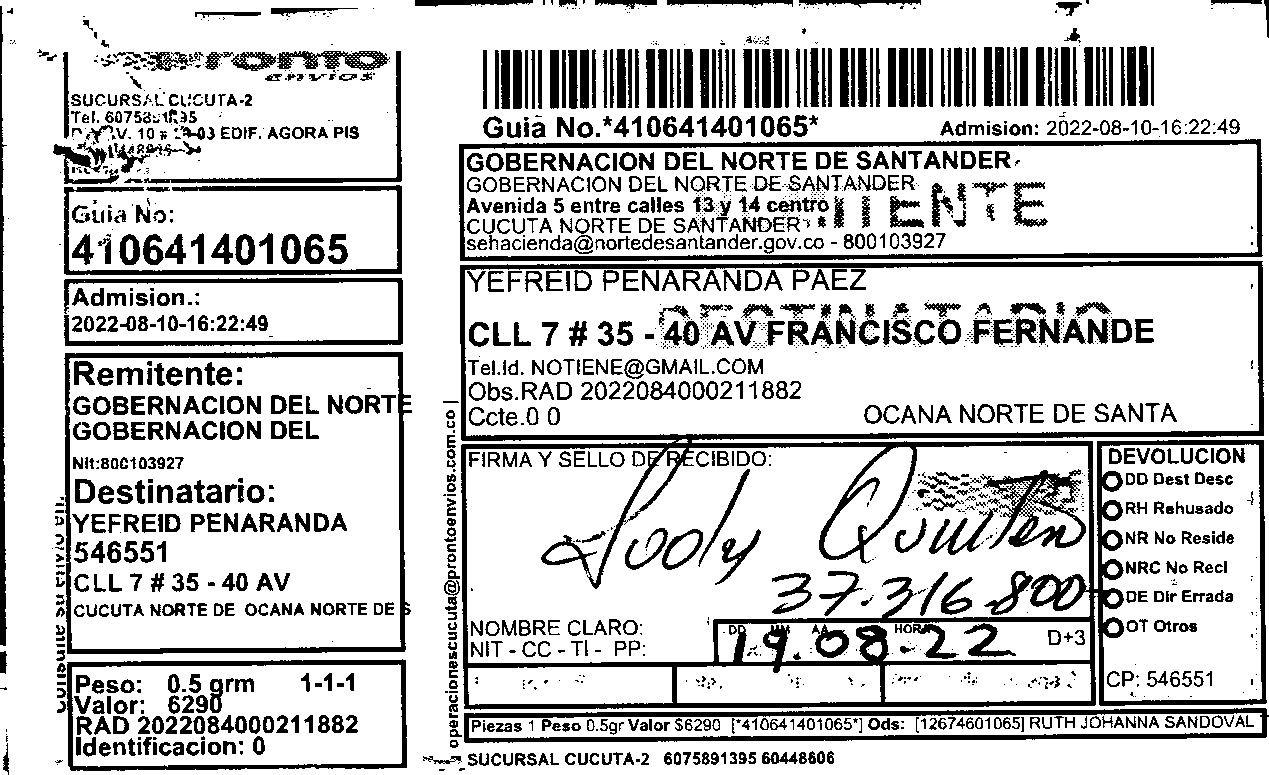 pronto
envios
SUCURSAL CUCUTA-2
V. 10 # 03 EDIF. AGORA PIS
Guia No:
410641401065
Admision.:
2022-08-10-16:22:49
Remitente:
GOBERNACION DEL NORTE
GOBERNACION DEL
Nit:800103927
Destinatario:
YEFREID PENARANDA
546551
CLL 7 # 35 - 40 AV
CUCUTA NORTE DE OCANA NORTE DE S
Peso: 0.5 grm 1-1-1
Valor: 6290
RAD 2022084000211882
Identificacion: 0
Guia No.*410641401065*
Admision: 2022-08-10-16:22:49
GOBERNACION DEL NORTE DE SANTANDER
GOBERNACION DEL NORTE DE SANTANDER
Avenida 5 entre calles 13 y 14 centro
CUCUTA NORTE DE SANTANDER
sehacienda@nortedesantander.gov.co - 800103927
YEFREID PENARANDA PAEZ
DESTINATARIO
CLL 7 # 35 - 40 AV FRANCISCO FERNANDE
Tel.Id. NOTIENE@GMAIL.COM
Obs.RAD 2022084000211882
Ccte.0 0
OCANA NORTE DE SANTA
operacionescucuta@prontoenvios.com.co |
FIRMA Y SELLO DE RECIBIDO:
37.316.800
NOMBRE CLARO:
NIT - CC - TI - PP:
DD MM AA HORA
19.08-22
D+3
DEVOLUCION
DD Dest Desc
RH Rehusado
NR No Reside
NRC No Recl
DE Dir Errada
OT Otros
CP: 546551
Piezas 1 Peso 0.5gr Valor $6290 [*410641401065*] Ods: [12674601065] RUTH JOHANNA SANDOVAL
SUCURSAL CUCUTA-2 6075891395 60448606